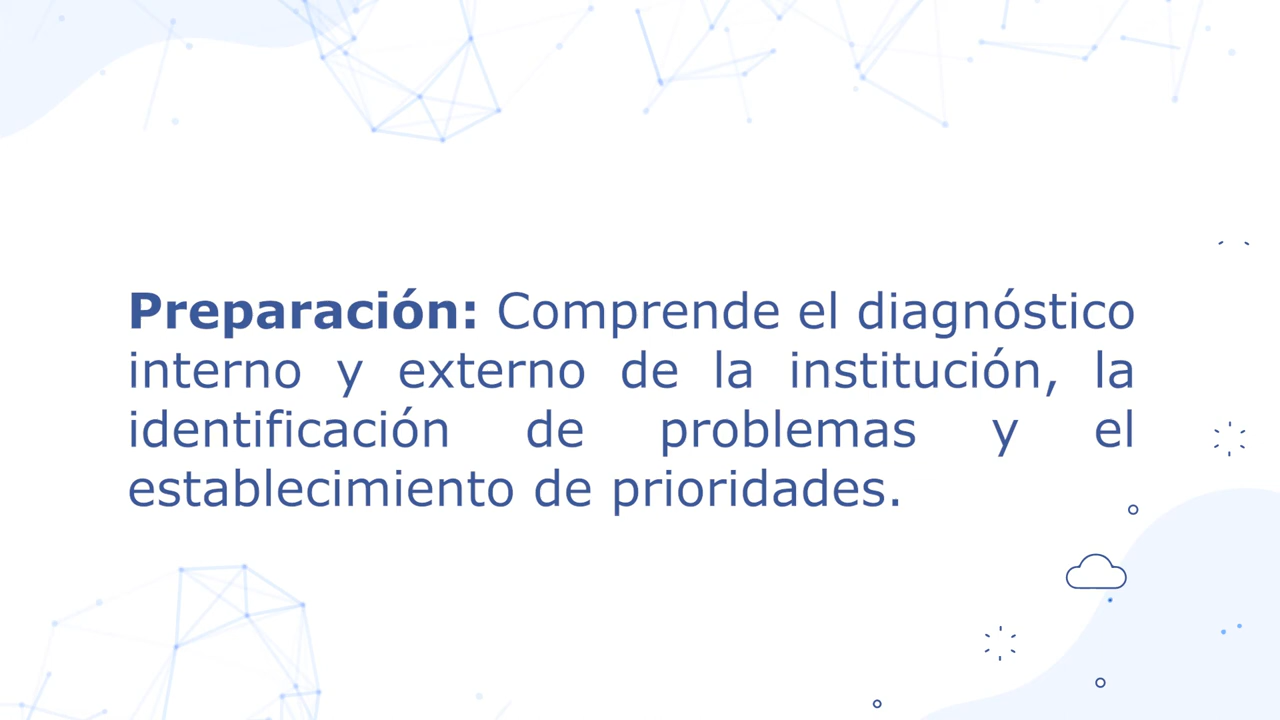 Preparación: Comprende el diagnóstico
interno y externo de la institución, la
identificación de problemas y el
establecimiento de prioridades.